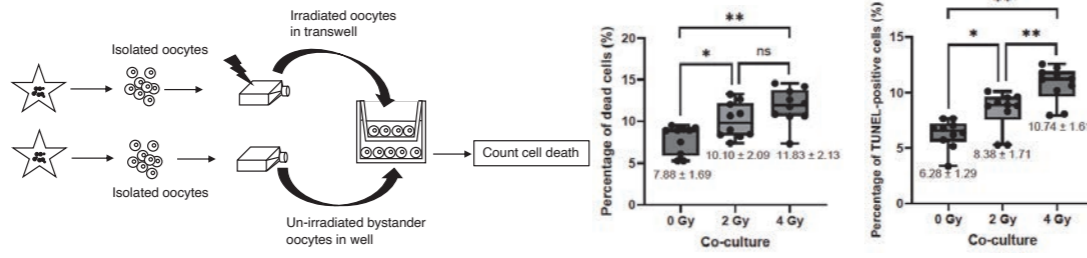 Irradiated oocytes
in transwell
Isolated oocytes
Isolated oocytes
Un-irradiated bystander
oocytes in well
Count cell death
Percentage of dead cells (%)
20
15
10
5
0
**
*
ns
7.88 ± 1.69
10.10 ± 2.09
11.83 ± 2.13
0 Gy
2 Gy
4 Gy
Co-culture
Percentage of TUNEL-positive cells (%)
15
10
5
0
**
*
**
6.28 ± 1.29
8.38 ± 1.71
10.74 ±
0 Gy
2 Gy
4 Gy
Co-culture